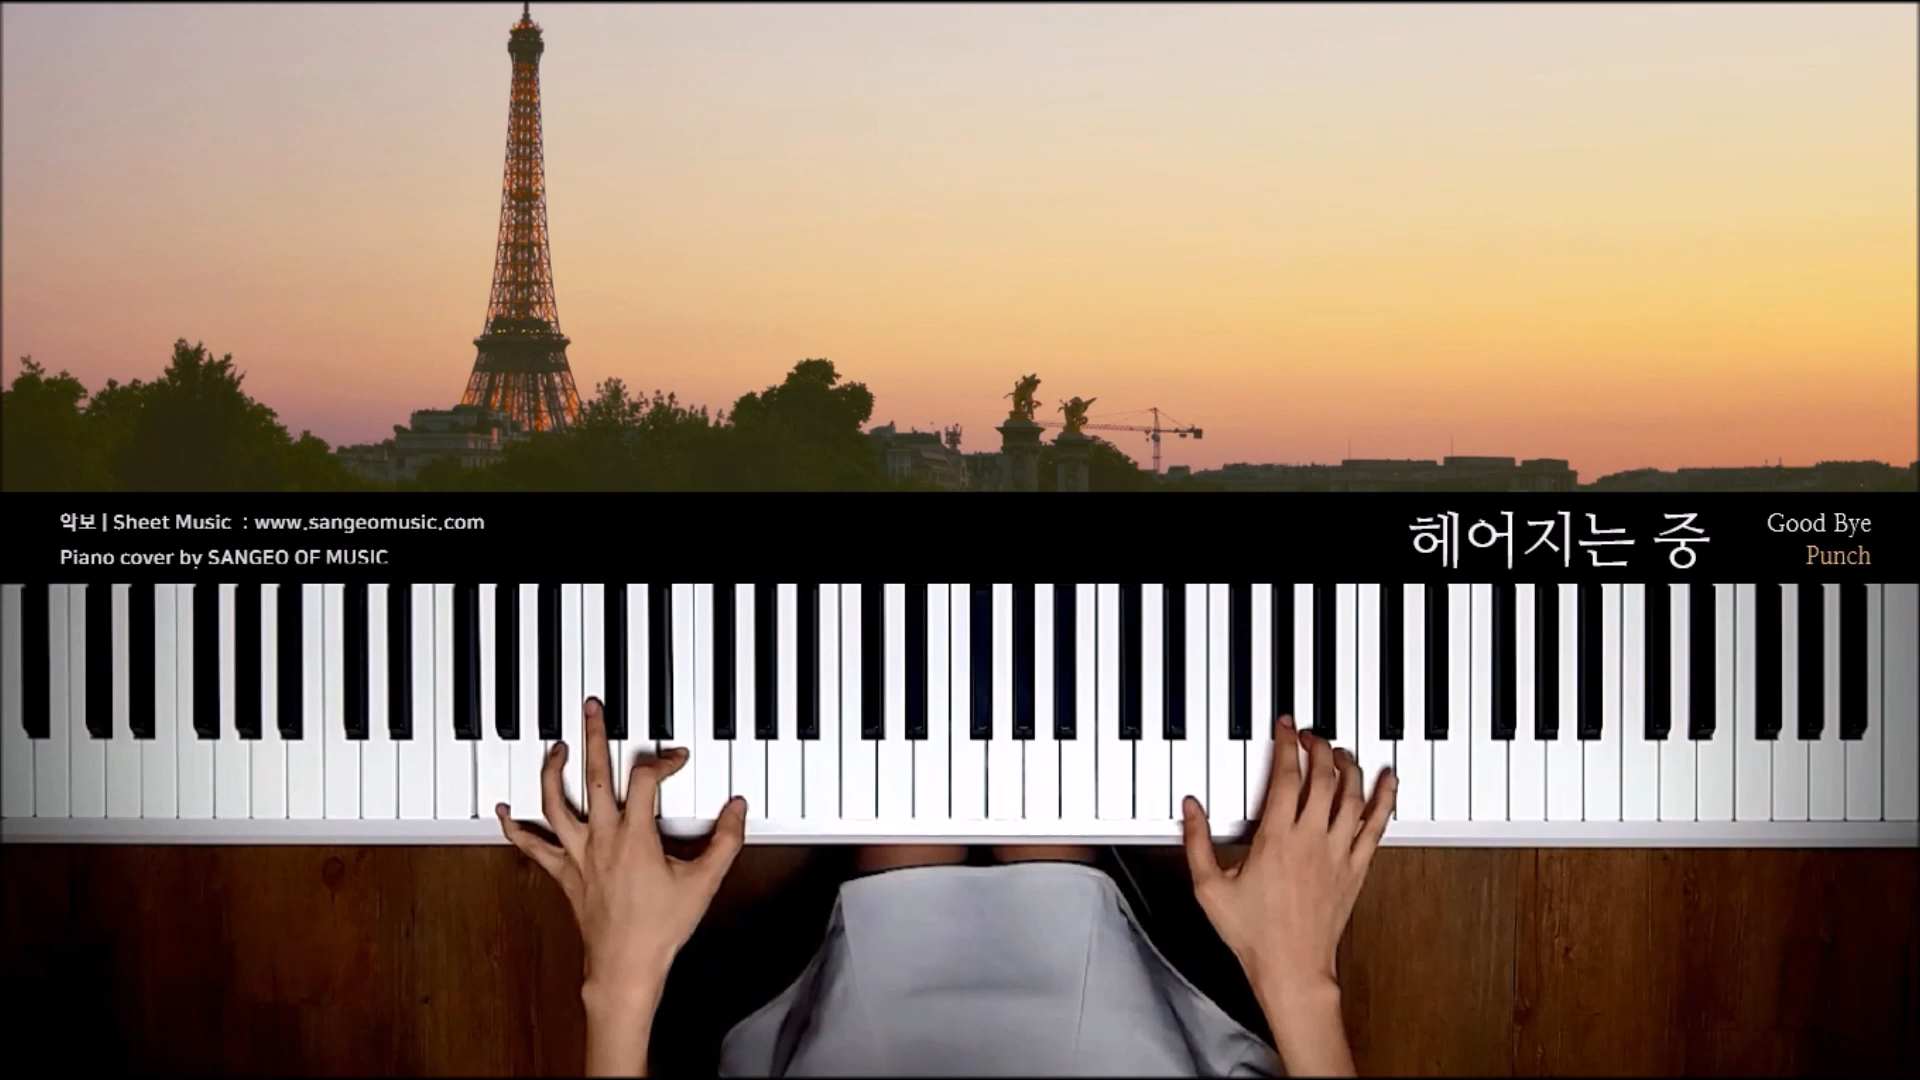 악보 | Sheet Music : www.sangeomusic.com
Piano cover by SANGEO OF MUSIC
헤어지는 중
Good Bye
Punch